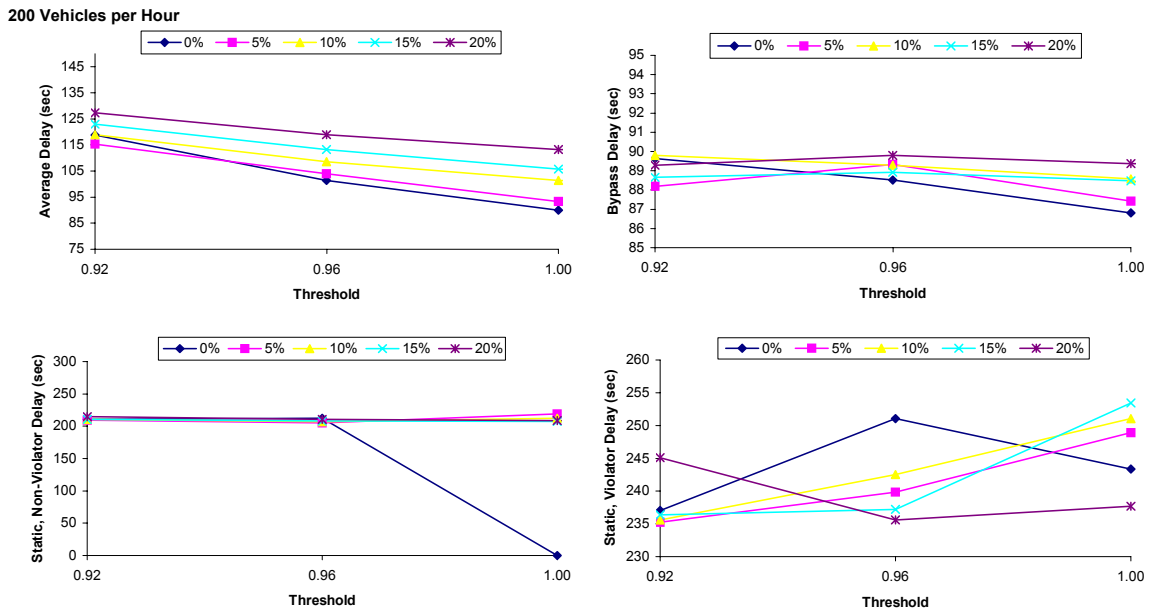 200 Vehicles per Hour
0% 5% 10% 15% 20%
Average Delay (sec)
145
135
125
115
105
95
85
75
0.92 0.96 1.00
Threshold
0% 5% 10% 15% 20%
Bypass Delay (sec)
95
94
93
92
91
90
89
88
87
86
85
0.92 0.96 1.00
Threshold
0% 5% 10% 15% 20%
Static, Non-Violator Delay (sec)
300
250
200
150
100
50
0
0.92 0.96 1.00
Threshold
0% 5% 10% 15% 20%
Static, Violator Delay (sec)
260
255
250
245
240
235
230
0.92 0.96 1.00
Threshold